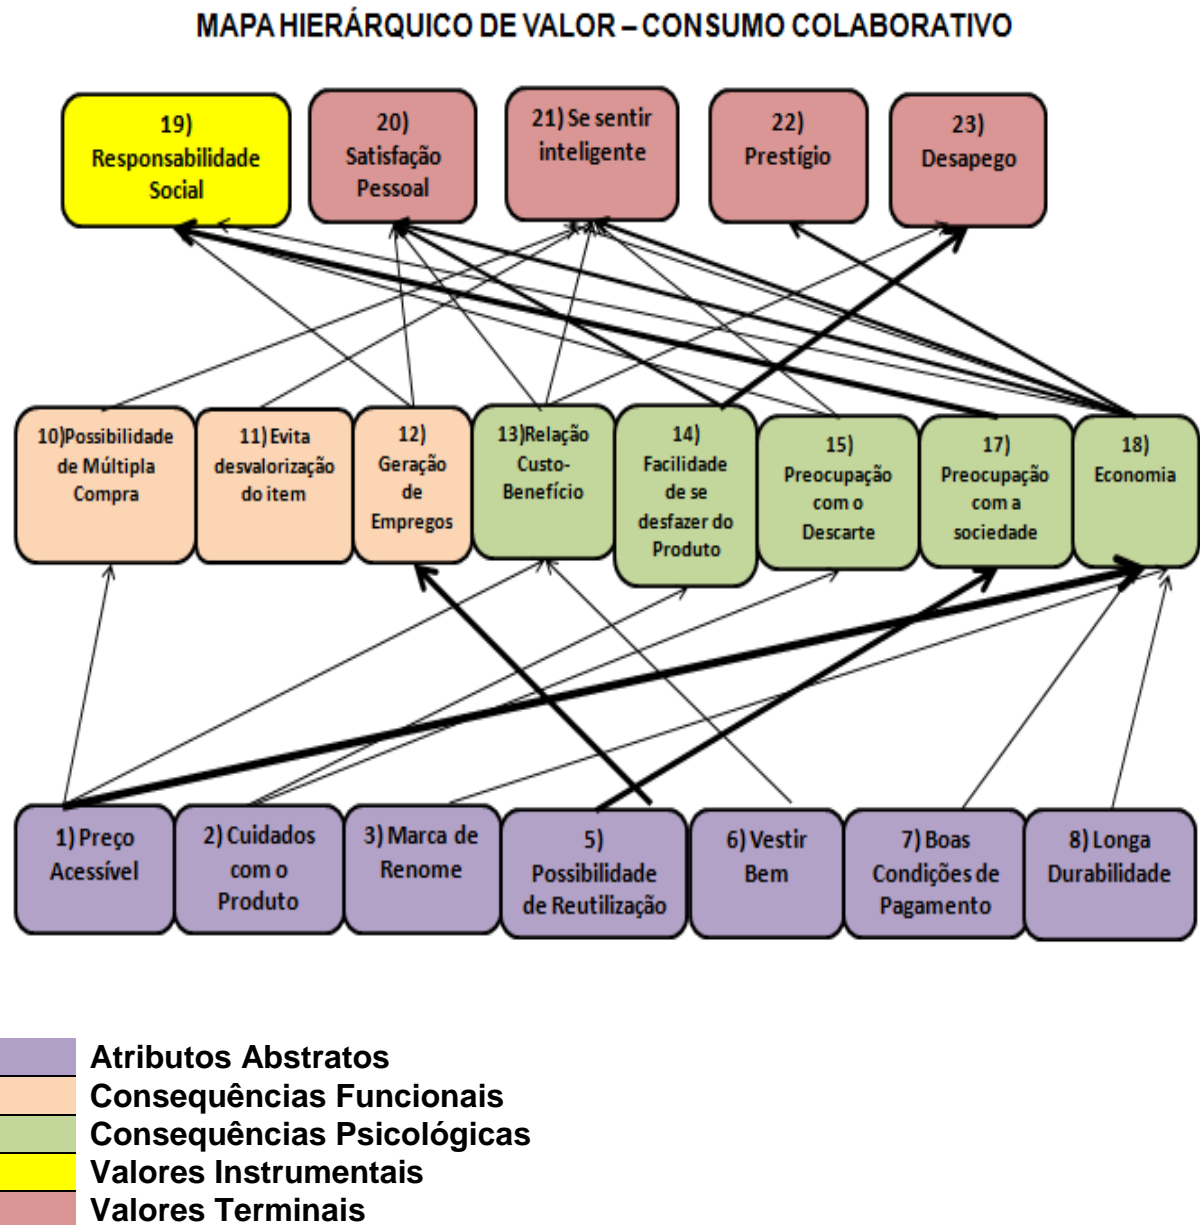 MAPA HIERÁRQUICO DE VALOR – CONSUMO COLABORATIVO
19)
Responsabilidade
Social
20)
Satisfação
Pessoal
21) Se sentir
inteligente
22)
Prestígio
23)
Desapego
10)Possibilidade
de Múltipla
Compra
11) Evita
desvalorização
do item
12)
Geração
de
Empregos
13)Relação
Custo-
Benefício
14)
Facilidade
de se
desfazer do
Produto
15)
Preocupação
com o
Descarte
17)
Preocupação
com a
sociedade
18)
Economia
1) Preço
Acessível
2) Cuidados
com o
Produto
3) Marca de
Renome
5)
Possibilidade
de Reutilização
6) Vestir
Bem
7) Boas
Condições de
Pagamento
8) Longa
Durabilidade
Atributos Abstratos
Consequências Funcionais
Consequências Psicológicas
Valores Instrumentais
Valores Terminais